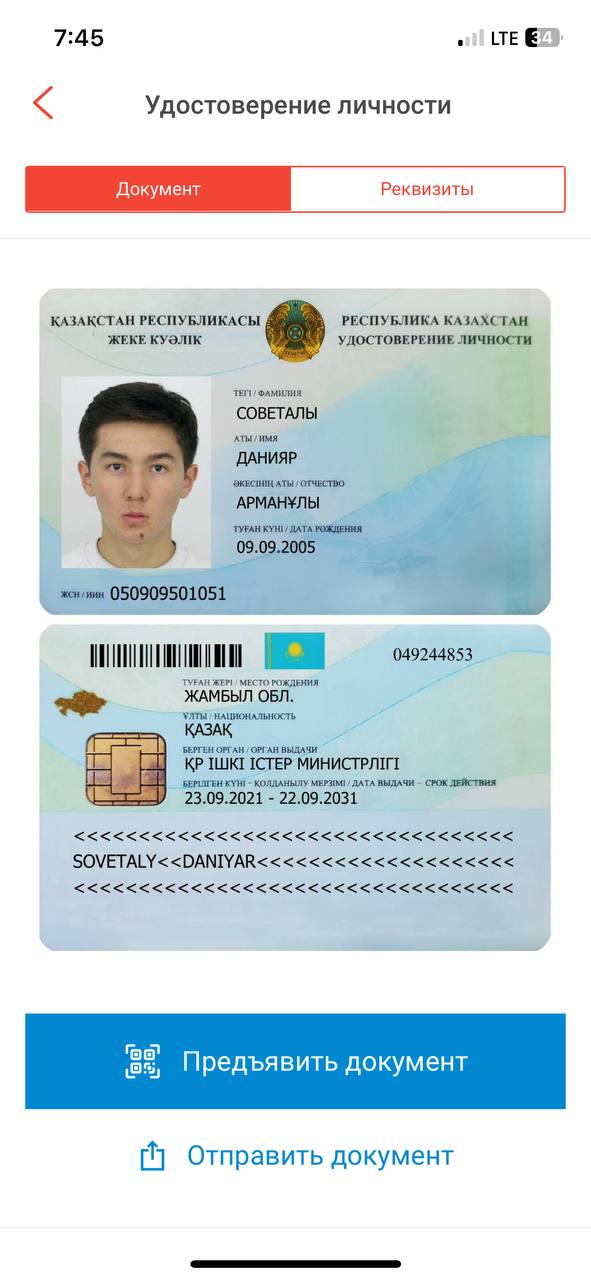 7:45
LTE 34
Удостоверение личности
Документ
Реквизиты
ҚАЗАҚСТАН РЕСПУБЛИКАСЫ
ЖЕКЕ КУӘЛІК
РЕСПУБЛИКА КАЗАХСТАН
УДОСТОВЕРЕНИЕ ЛИЧНОСТИ
ТЕГІ / ФАМИЛИЯ
СОВЕТАЛЫ
АТЫ / ИМЯ
ДАНИЯР
ӘКЕСІНІҢ АТЫ / ОТЧЕСТВО
АРМАНҰЛЫ
ТУҒАН КҮНІ / ДАТА РОЖДЕНИЯ
09.09.2005
ЖСН / ИИН 050909501051
049244853
ТУҒАН ЖЕРІ / МЕСТО РОЖДЕНИЯ
ЖАМБЫЛ ОБЛ.
ҰЛТЫ / НАЦИОНАЛЬНОСТЬ
ҚАЗАҚ
БЕРГЕН ОРГАН / ОРГАН ВЫДАЧИ
ҚР ІШКІ ІСТЕР МИНИСТРЛІГІ
БЕРІЛГЕН КҮНІ - ҚОЛДАНЫЛУ МЕРЗІМІ / ДАТА ВЫДАЧИ – СРОК ДЕЙСТВИЯ
23.09.2021 - 22.09.2031
<<<<<<<<<<<<<<<<<<<<<<<<<<<<<<<<<<
SOVETALY<<DANIYAR<<<<<<<<<<<<<<<<<<<<
<<<<<<<<<<<<<<<<<<<<<<<<<<<<<<<<<<
Предъявить документ
Отправить документ